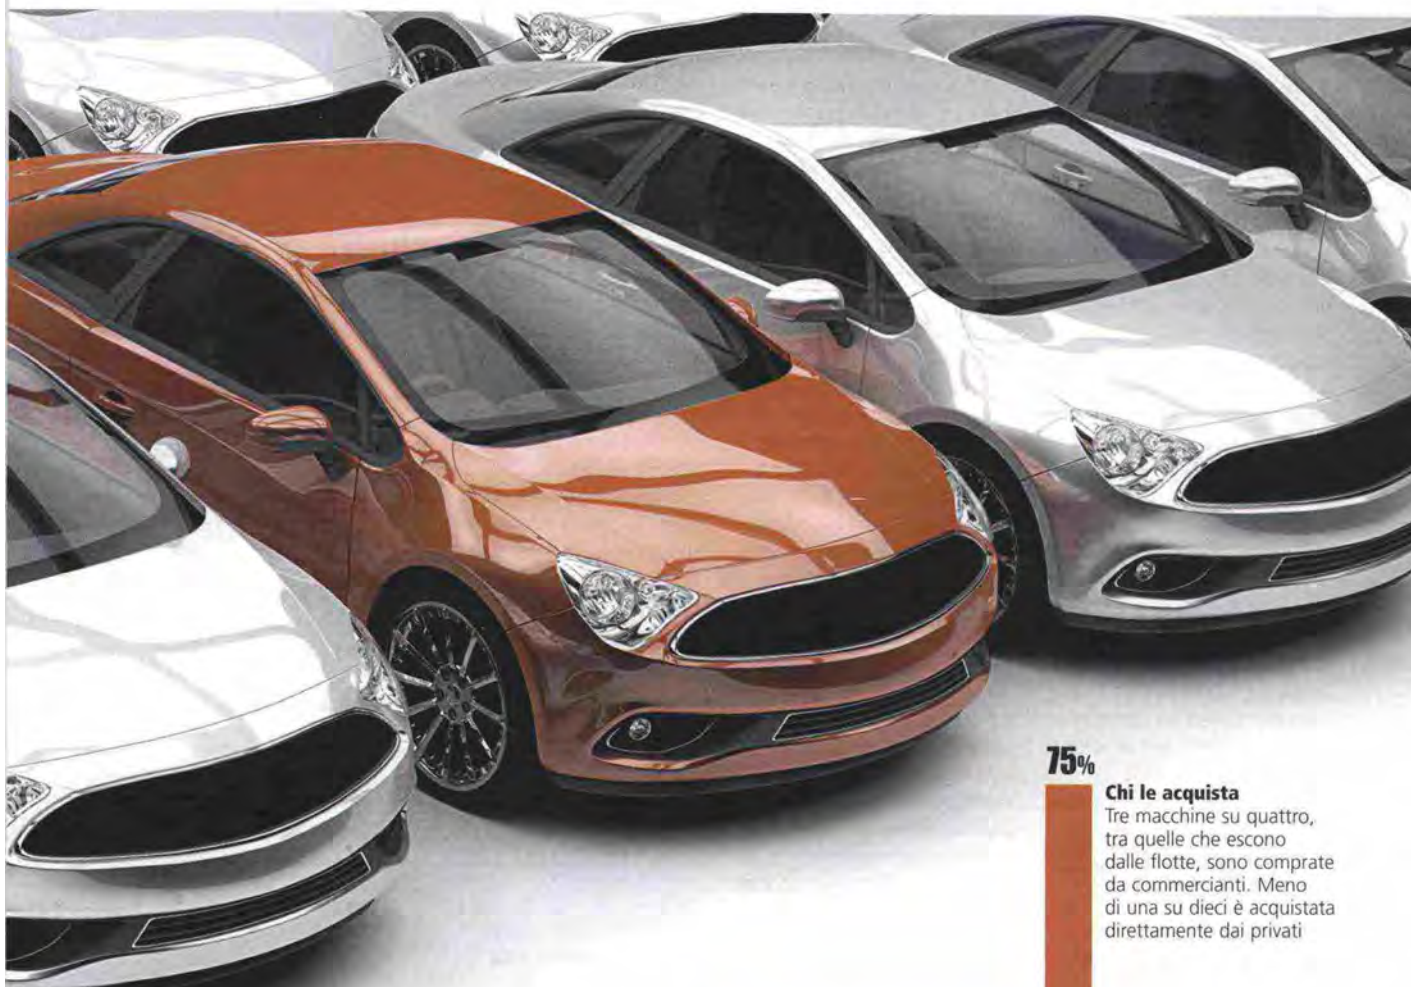 75%
Chi le acquista
Tre macchine su quattro,
tra quelle che escono
dalle flotte, sono comprate
da commercianti. Meno
di una su dieci è acquistata
direttamente dai privati